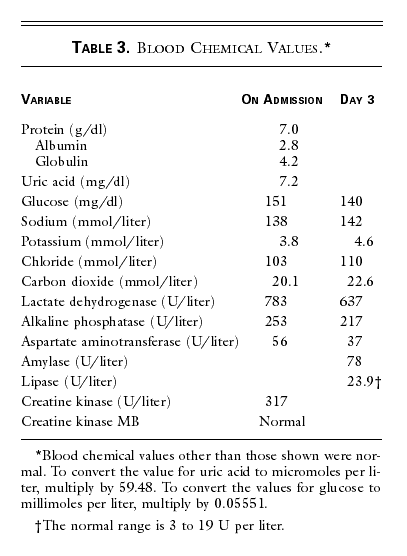 TABLE 3. BLOOD CHEMICAL VALUES.*
VARIABLE ON ADMISSION DAY 3
Protein (g/dl) 7.0
Albumin 2.8
Globulin 4.2
Uric acid (mg/dl) 7.2
Glucose (mg/dl) 151 140
Sodium (mmol/liter) 138 142
Potassium (mmol/liter) 3.8 4.6
Chloride (mmol/liter) 103 110
Carbon dioxide (mmol/liter) 20.1 22.6
Lactate dehydrogenase (U/liter) 783 637
Alkaline phosphatase (U/liter) 253 217
Aspartate aminotransferase (U/liter) 56 37
Amylase (U/liter) 78
Lipase (U/liter) 23.9†
Creatine kinase (U/liter) 317
Creatine kinase MB Normal
*Blood chemical values other than those shown were nor-
mal. To convert the value for uric acid to micromoles per li-
ter, multiply by 59.48. To convert the values for glucose to
millimoles per liter, multiply by 0.05551.
†The normal range is 3 to 19 U per liter.